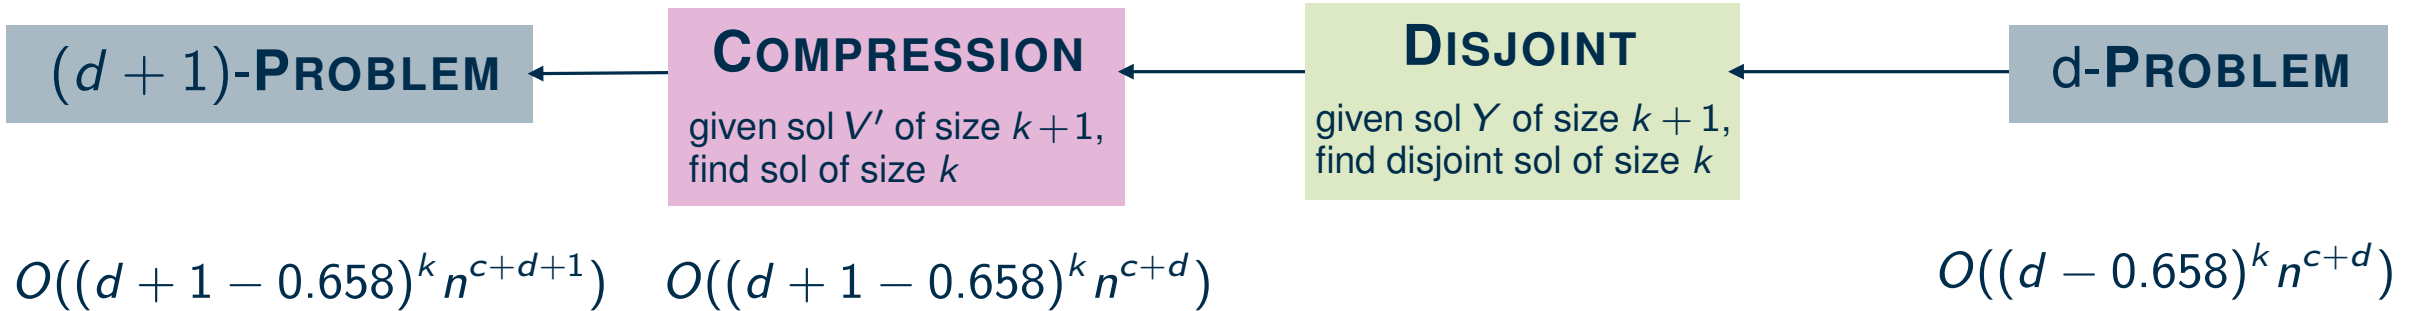 (d + 1)-PROBLEM
COMPRESSION
given sol V′ of size k + 1,
find sol of size k
DISJOINT
given sol Y of size k + 1,
find disjoint sol of size k
d-PROBLEM
O((d + 1 − 0.658)^k n^{c+d+1})
O((d + 1 − 0.658)^k n^{c+d})
O((d − 0.658)^k n^{c+d})